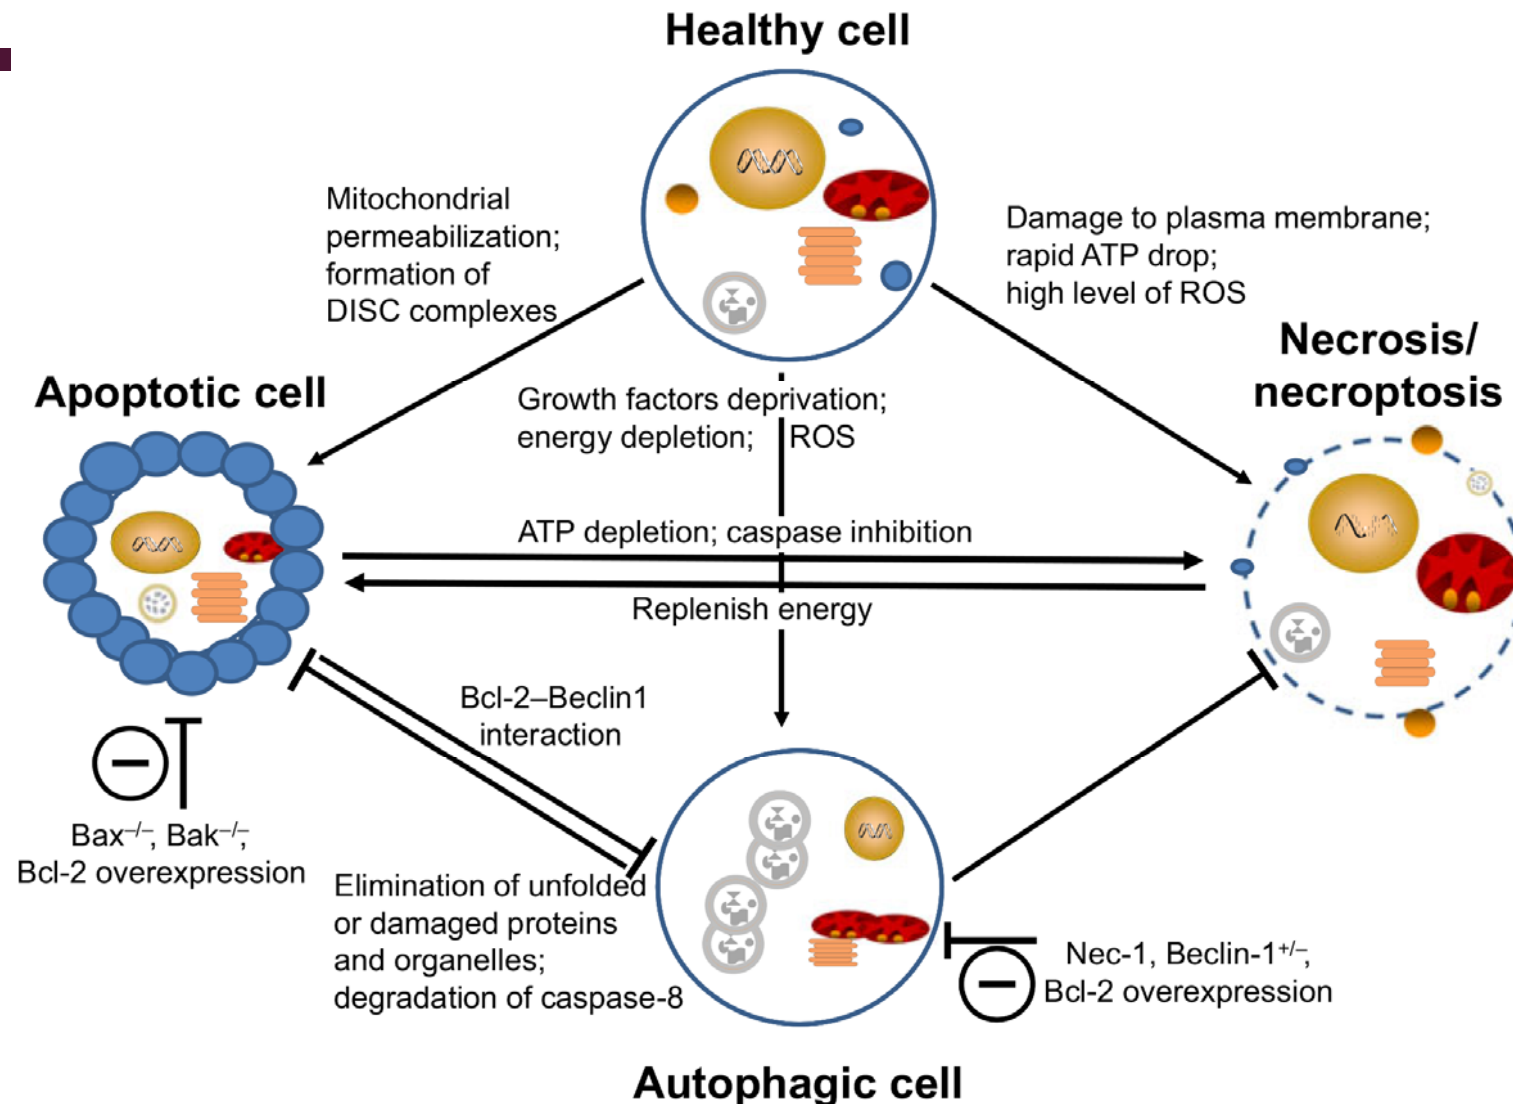 Healthy cell
Mitochondrial
permeabilization;
formation of
DISC complexes
Damage to plasma membrane;
rapid ATP drop;
high level of ROS
Necrosis/
necroptosis
Apoptotic cell
Growth factors deprivation;
energy depletion; ROS
ATP depletion; caspase inhibition
Replenish energy
Bcl-2–Beclin1
interaction
Bax⁻/⁻; Bak⁻/⁻;
Bcl-2 overexpression
Elimination of unfolded
or damaged proteins
and organelles;
degradation of caspase-8
Nec-1, Beclin-1⁺/⁻,
Bcl-2 overexpression
Autophagic cell